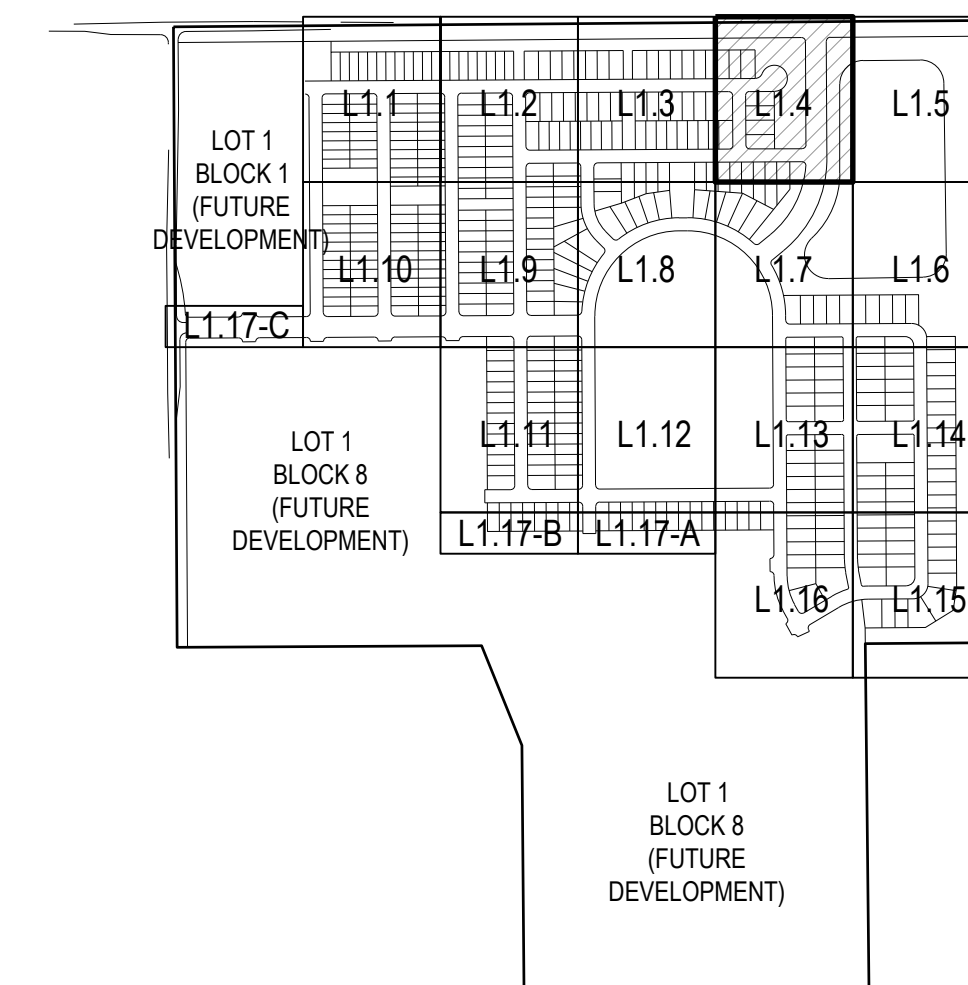 L1.1
L1.2
L1.3
L1.4
L1.5
LOT 1
BLOCK 1
(FUTURE
DEVELOPMENT)
L1.10
L1.9
L1.8
L1.7
L1.6
L1.17-C
LOT 1
BLOCK 8
(FUTURE
DEVELOPMENT)
L1.11
L1.12
L1.13
L1.14
L1.17-B
L1.17-A
L1.16
L1.15
LOT 1
BLOCK 8
(FUTURE
DEVELOPMENT)